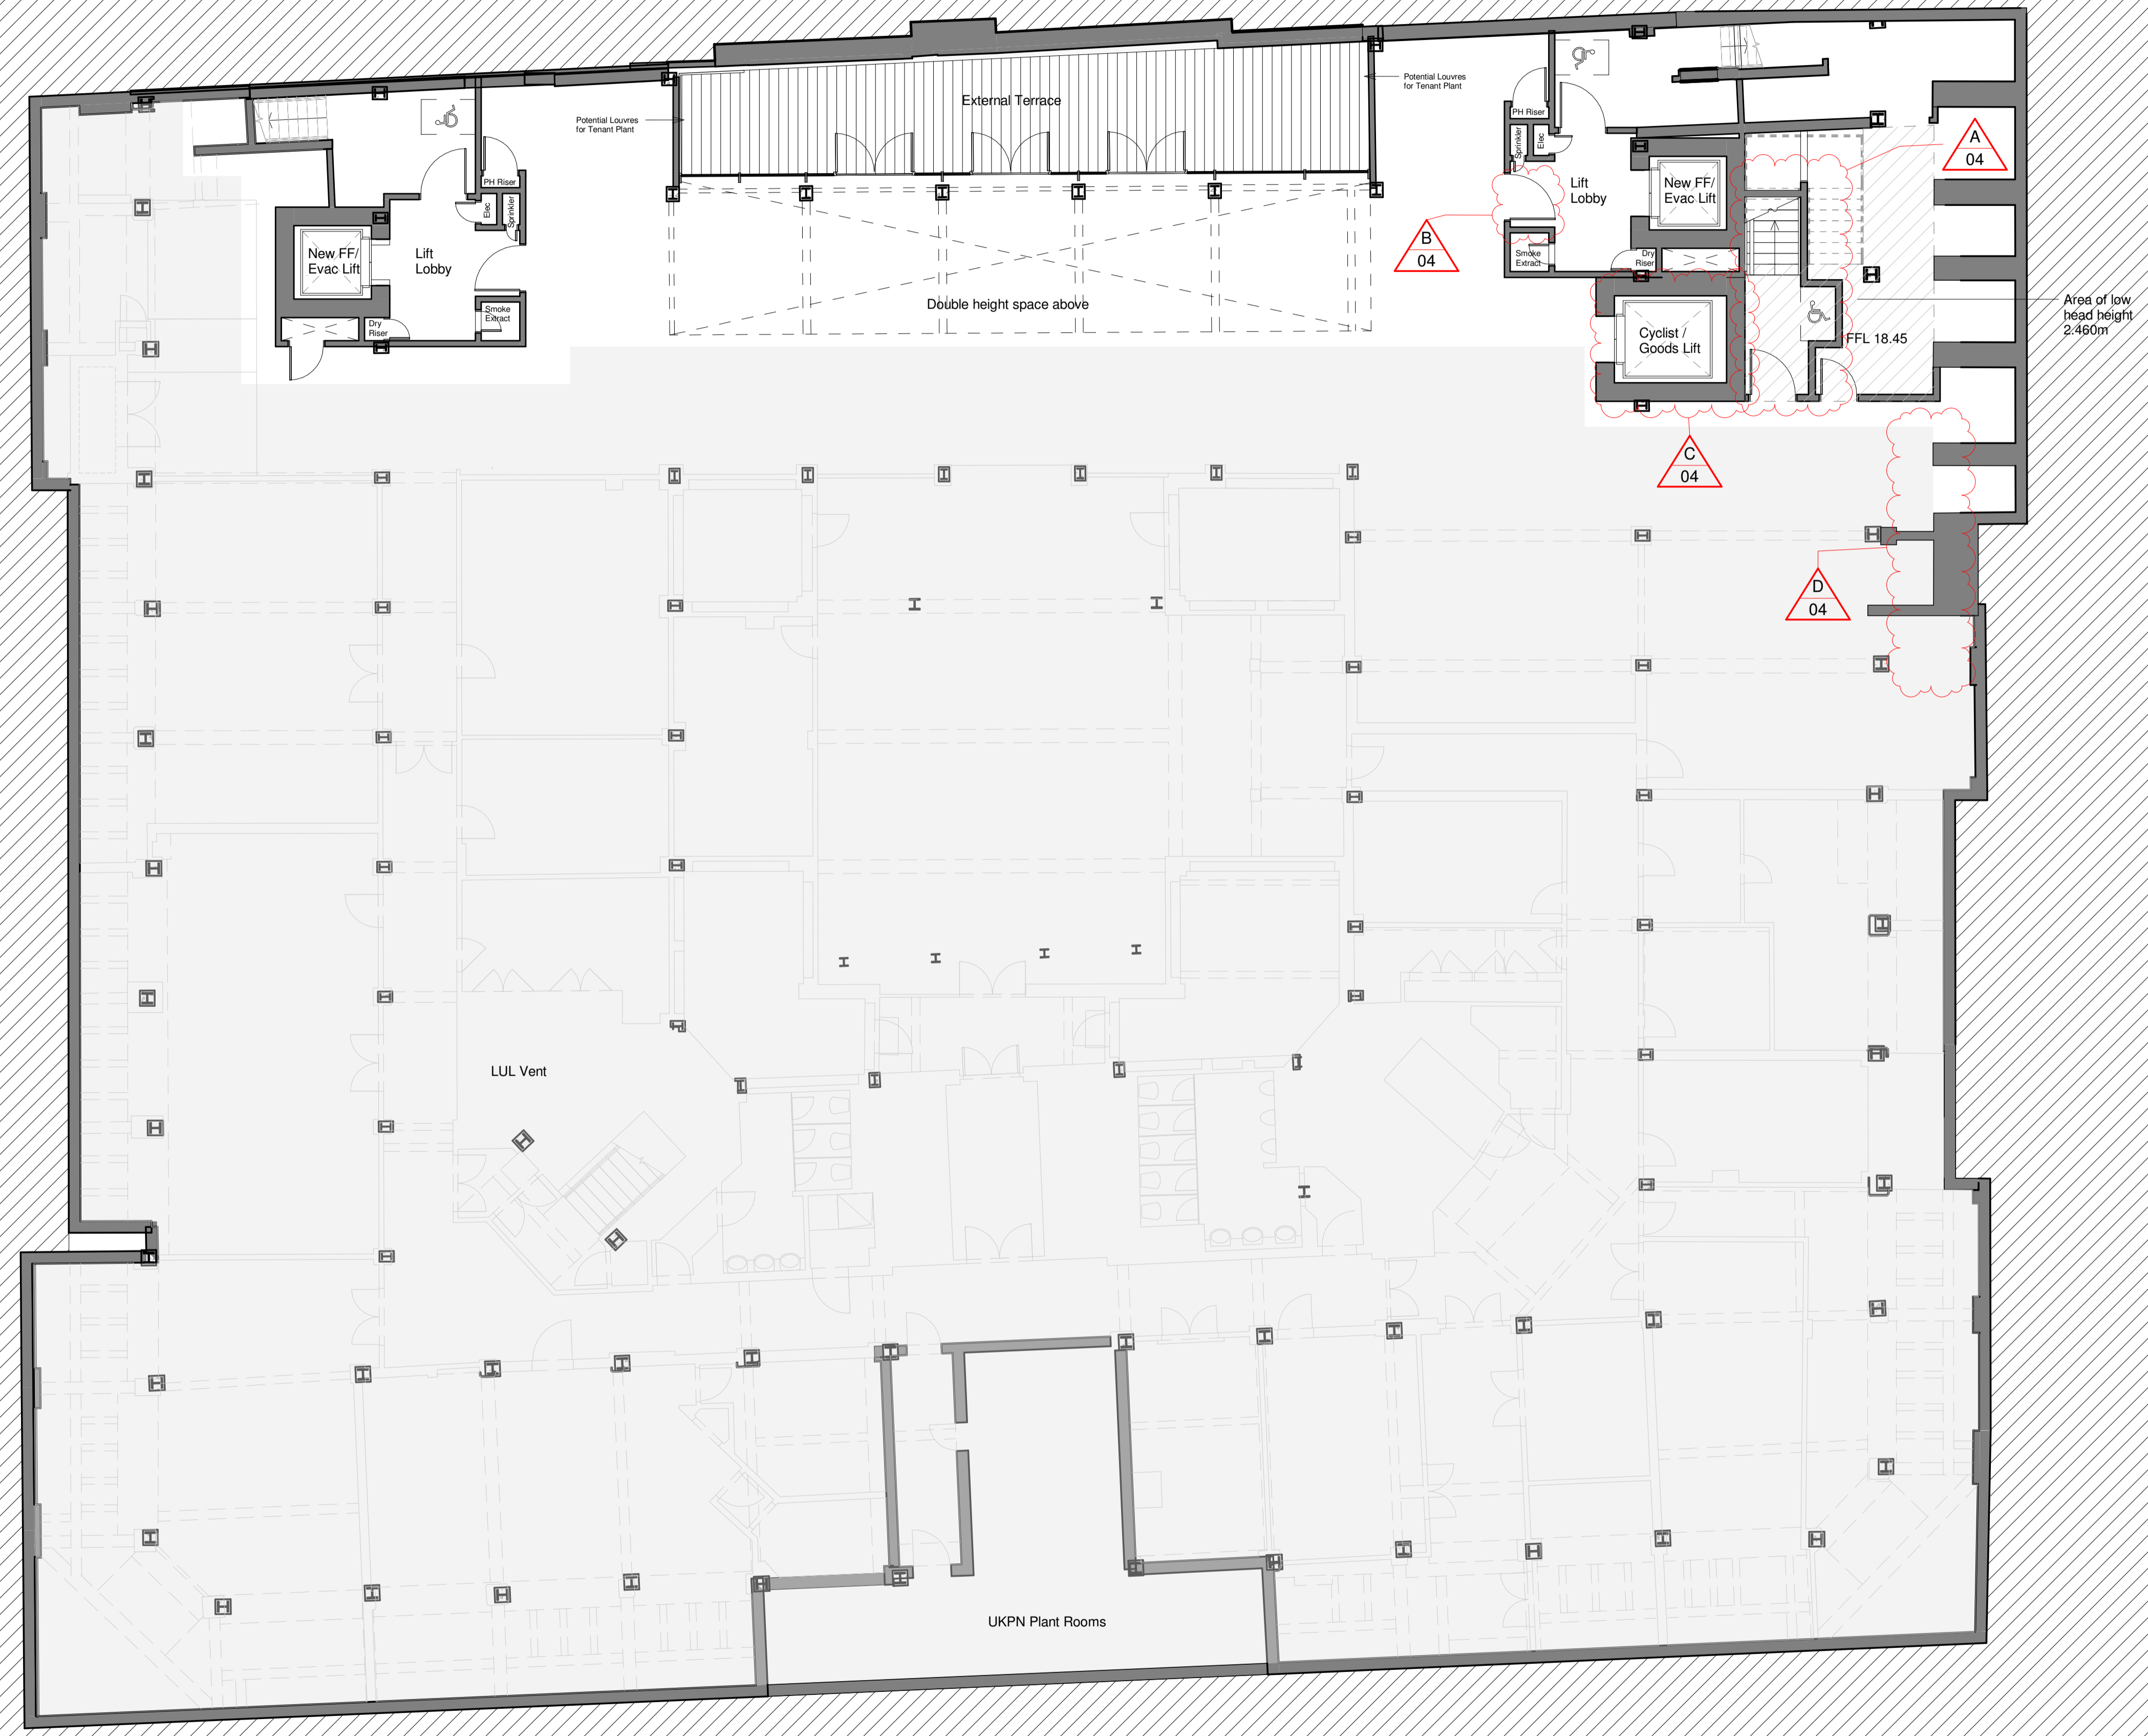 External Terrace
Potential Louvres
for Tenant Plant
Potential Louvres
for Tenant Plant
PH Riser
Sprinkler
Elec
Lift
Lobby
New FF/
Evac Lift
A
04
PH Riser
Elec
Sprinkler
New FF/
Evac Lift
Lift
Lobby
B
04
Smoke
Extract
Dry
Riser
Double height space above
Smoke
Extract
Dry
Riser
Cyclist /
Goods Lift
FFL 18.45
Area of low
head height
2.460m
C
04
D
04
LUL Vent
UKPN Plant Rooms